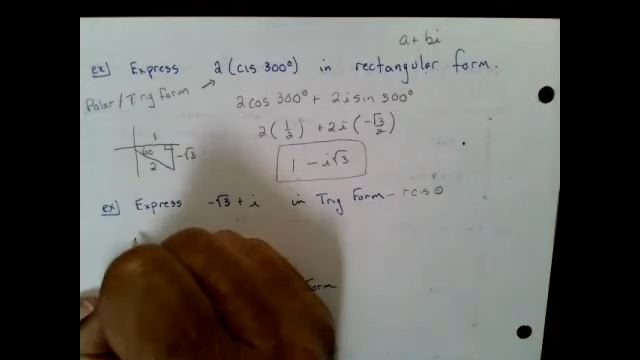 a + bi
ex) Express 2(cis 300°) in rectangular form.
Polar/Trig form → 2cos 300° + 2i sin 300°
2(1/2) + 2i(-√3/2)
1 - i√3
1
60
-√3
2
ex) Express -√3 + i in Trig Form - rcisθ
form